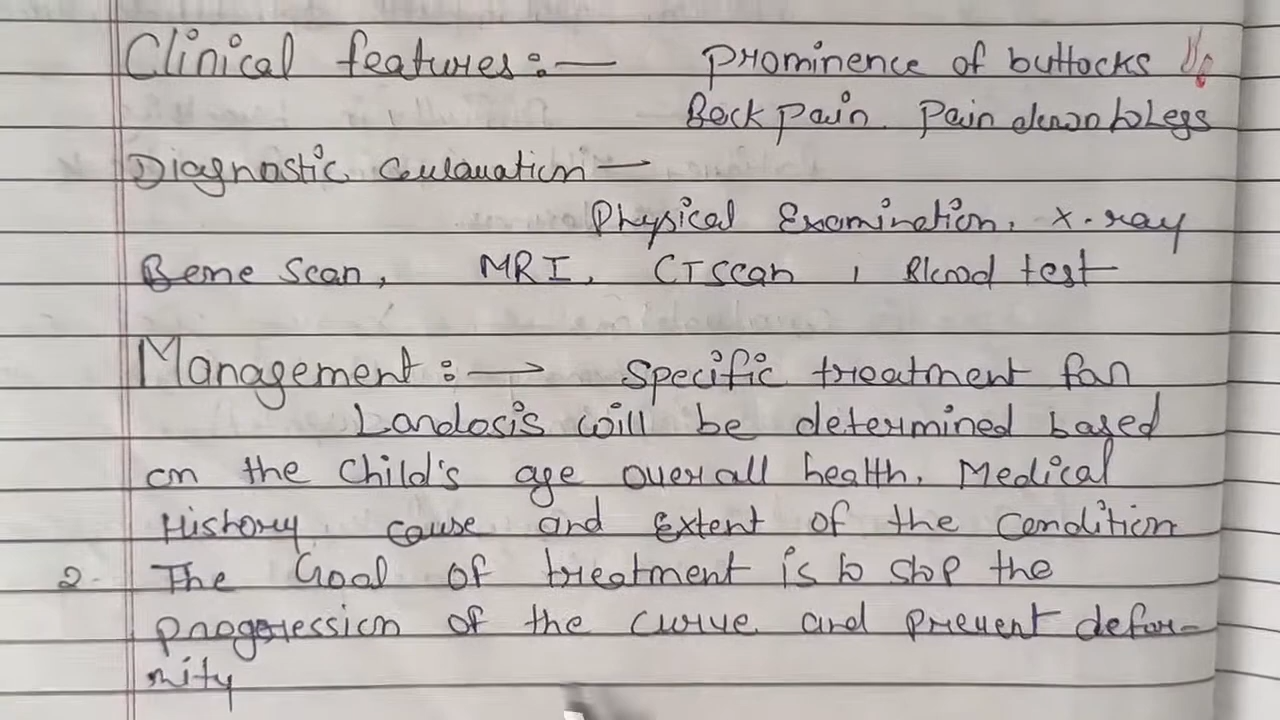 Clinical features :— Prominence of buttocks
Back pain. Pain down to Legs
Diagnostic evaluation —
Physical Examination, X-ray
Bone Scan, MRI, CT scan, Blood test
Management :→ Specific treatment for
Lordosis will be determined based
on the child's age overall health, Medical
History, cause and Extent of the condition
2. The Goal of treatment is to stop the
progression of the curve and prevent defor-
mity